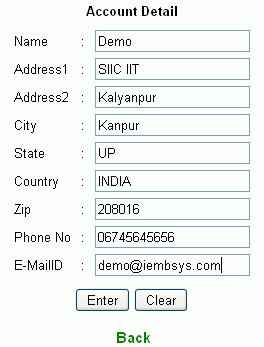 Account Detail
Name : Demo
Address1 : SIIC IIT
Address2 : Kalyanpur
City : Kanpur
State : UP
Country : INDIA
Zip : 208016
Phone No : 06745645656
E-MailID : demo@iembsys.com
Enter Clear
Back